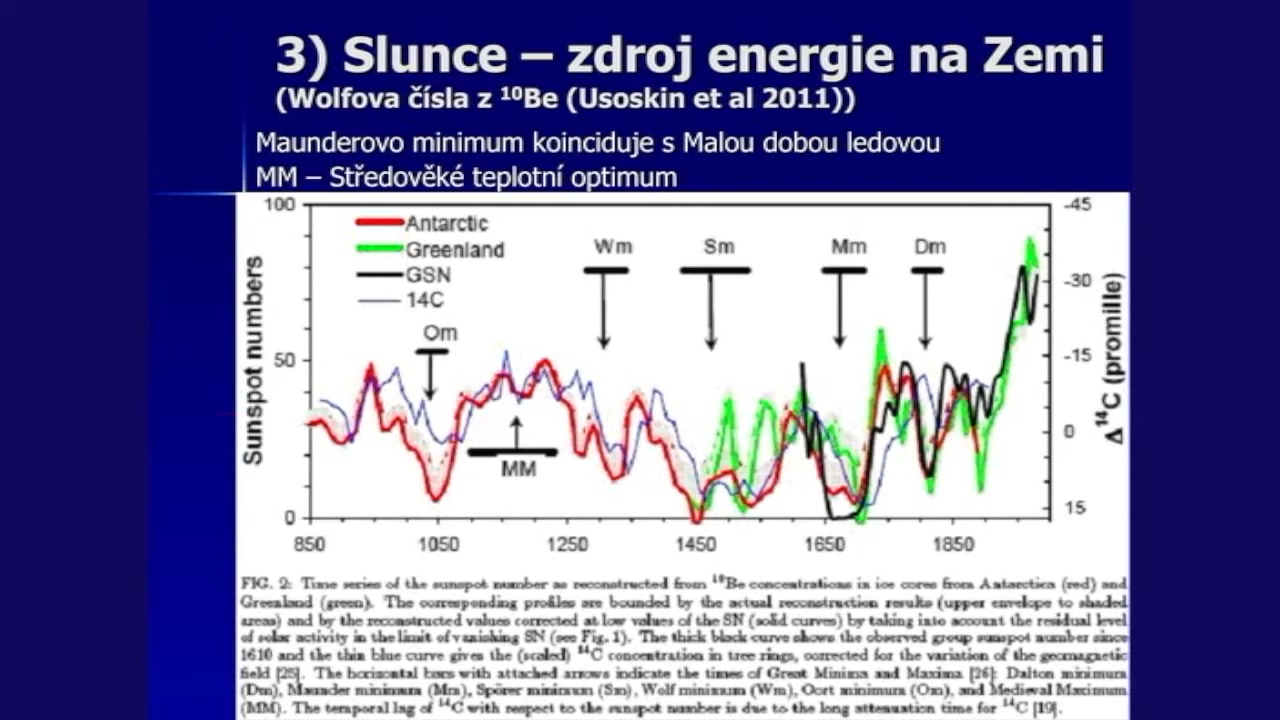 3) Slunce – zdroj energie na Zemi
(Wolfova čísla z ¹⁰Be (Usoskin et al 2011))
Maunderovo minimum koinciduje s Malou dobou ledovou
MM – Středověké teplotní optimum
100
50
0
Sunspot numbers
Antarctic
Greenland
GSN
14C
Om
MM
Wm
Sm
Mm
Dm
-45
-30
-15
0
15
Δ ¹⁴C (promille)
850 1050 1250 1450 1650 1850
FIG. 2: Time series of the sunspot number as reconstructed from ¹⁰Be concentrations in ice cores from Antarctica (red) and
Greenland (green). The corresponding profiles are bounded by the actual reconstruction results (upper envelope to shaded
areas) and by the reconstructed values corrected at low values of the SN (solid curves) by taking into account the residual level
of solar activity in the limit of vanishing SN (see Fig. 1). The thick black curve shows the observed group sunspot number since
1610 and the thin blue curve gives the (scaled) ¹⁴C concentration in tree rings, corrected for the variation of the geomagnetic
field [25]. The horizontal bars with attached arrows indicate the times of Great Minima and Maxima [26]: Dalton minimum
(Dm), Maunder minimum (Mm), Spörer minimum (Sm), Wolf minimum (Wm), Oort minimum (Om), and Medieval Maximum
(MM). The temporal lag of ¹⁴C with respect to the sunspot number is due to the long attenuation time for ¹⁴C [19].